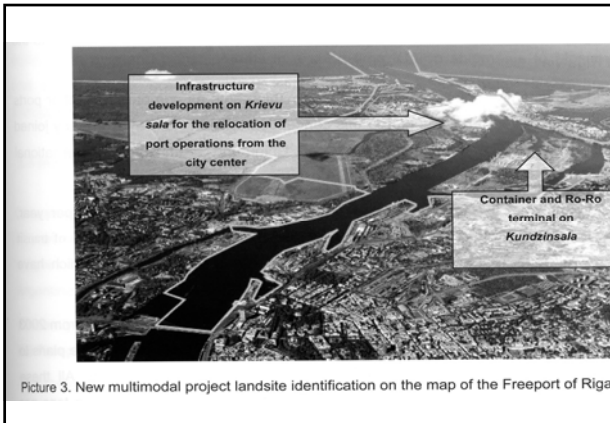 Infrastructure
development on Krievu
sala for the relocation of
port operations from the
city center
Container and Ro-Ro
terminal on
Kundzinsala
Picture 3. New multimodal project landsite identification on the map of the Freeport of Riga